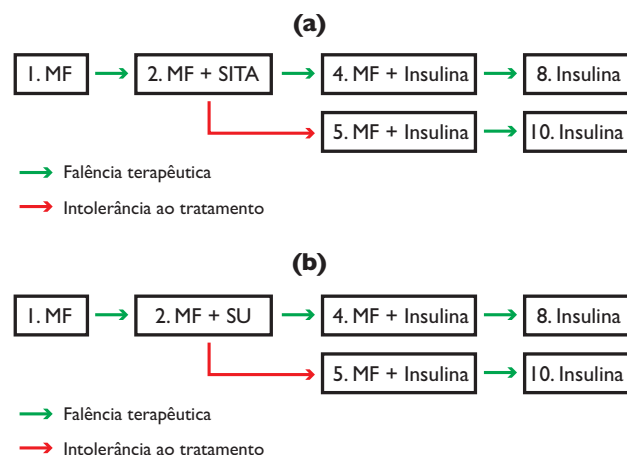 (a)
1. MF
2. MF + SITA
4. MF + Insulina
8. Insulina
5. MF + Insulina
10. Insulina
Falência terapêutica
Intolerância ao tratamento
(b)
1. MF
2. MF + SU
4. MF + Insulina
8. Insulina
5. MF + Insulina
10. Insulina
Falência terapêutica
Intolerância ao tratamento